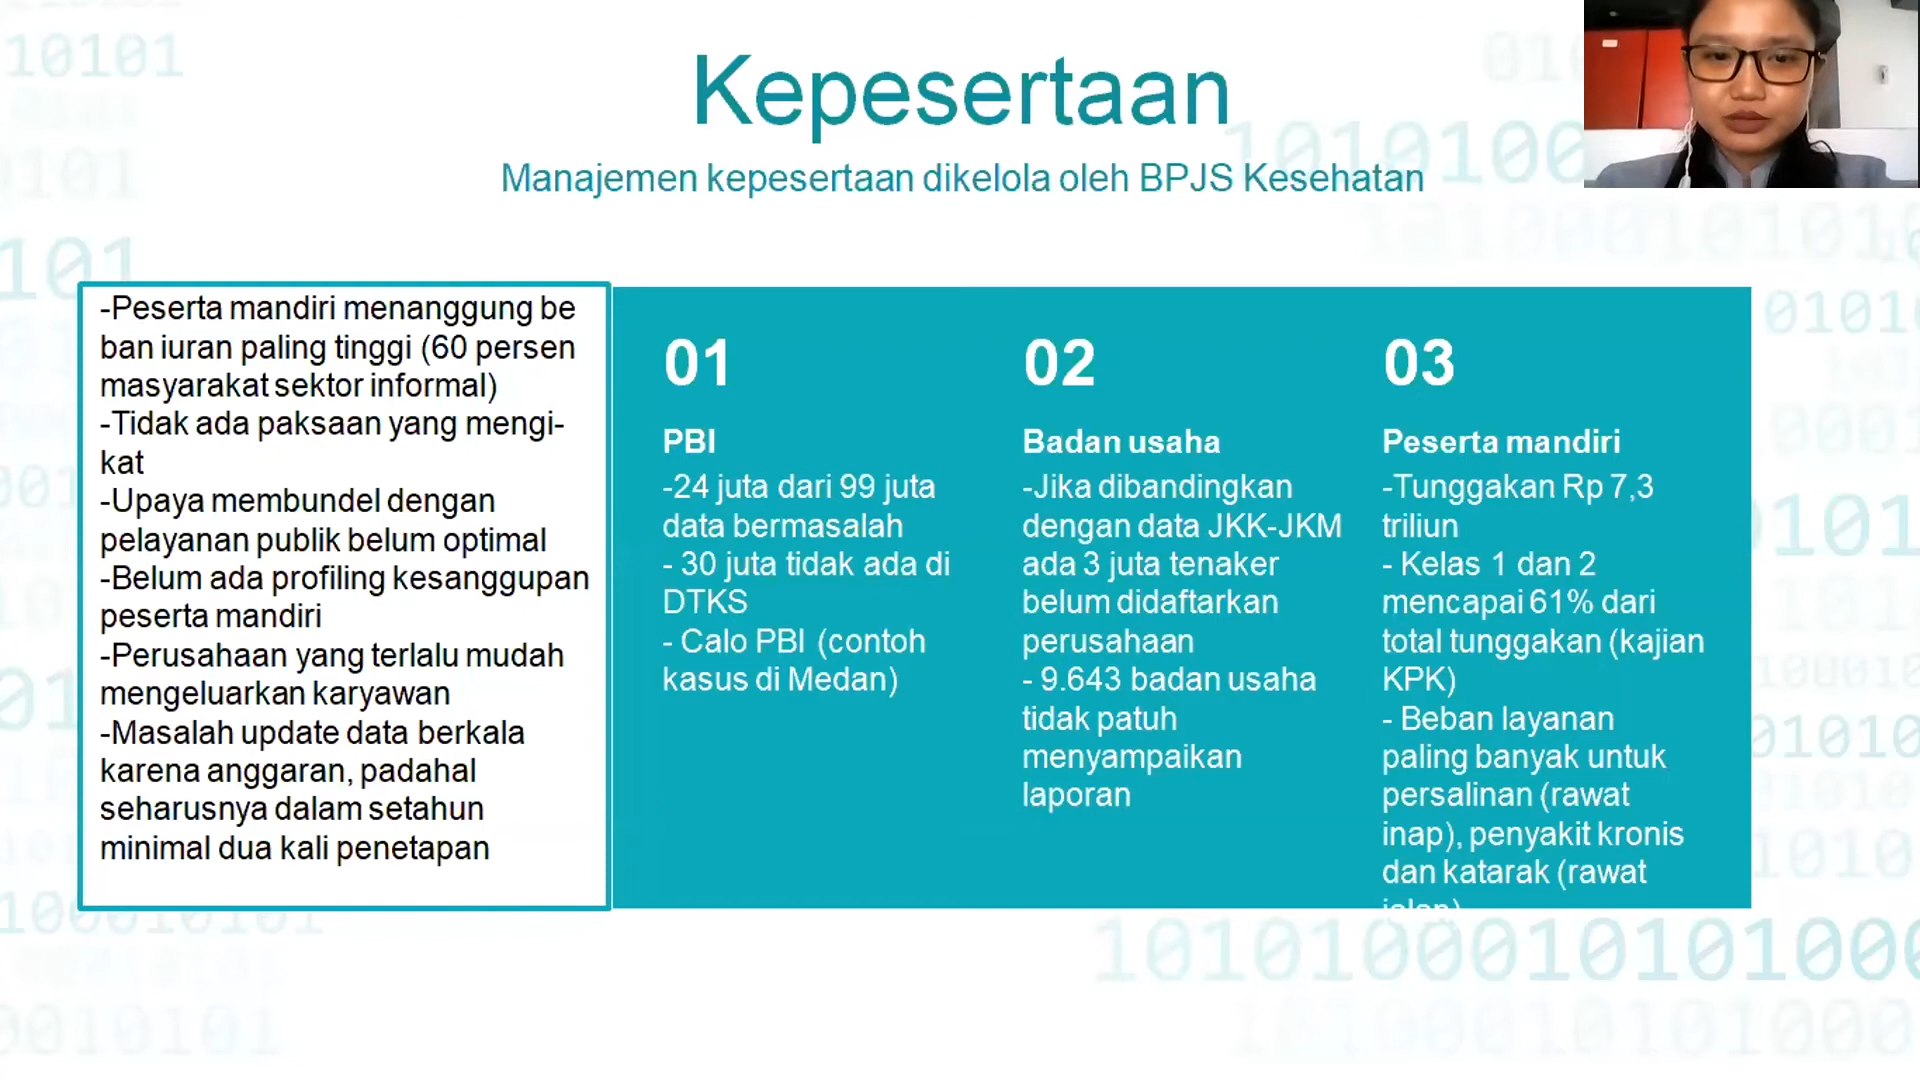 Kepesertaan
Manajemen kepesertaan dikelola oleh BPJS Kesehatan
-Peserta mandiri menanggung be
ban iuran paling tinggi (60 persen
masyarakat sektor informal)
-Tidak ada paksaan yang mengi-
kat
-Upaya membundel dengan
pelayanan publik belum optimal
-Belum ada profiling kesanggupan
peserta mandiri
-Perusahaan yang terlalu mudah
mengeluarkan karyawan
-Masalah update data berkala
karena anggaran, padahal
seharusnya dalam setahun
minimal dua kali penetapan
01
PBI
-24 juta dari 99 juta
data bermasalah
- 30 juta tidak ada di
DTKS
- Calo PBI (contoh
kasus di Medan)
02
Badan usaha
-Jika dibandingkan
dengan data JKK-JKM
ada 3 juta tenaker
belum didaftarkan
perusahaan
- 9.643 badan usaha
tidak patuh
menyampaikan
laporan
03
Peserta mandiri
-Tunggakan Rp 7,3
triliun
- Kelas 1 dan 2
mencapai 61% dari
total tunggakan (kajian
KPK)
- Beban layanan
paling banyak untuk
persalinan (rawat
inap), penyakit kronis
dan katarak (rawat
jalan)